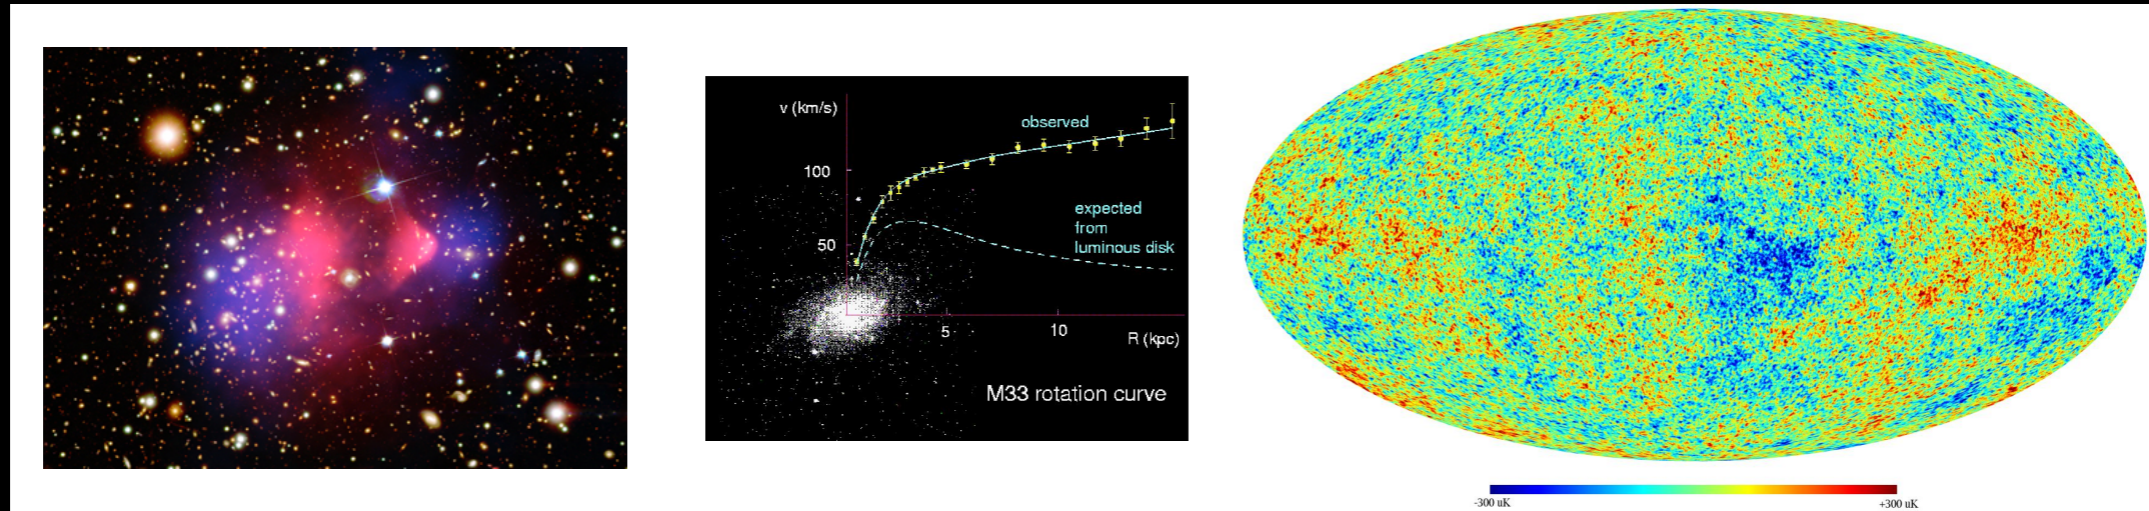 v (km/s)
observed
100
expected
from
luminous disk
50
5
10
R (kpc)
M33 rotation curve
-300 uK
+300 uK